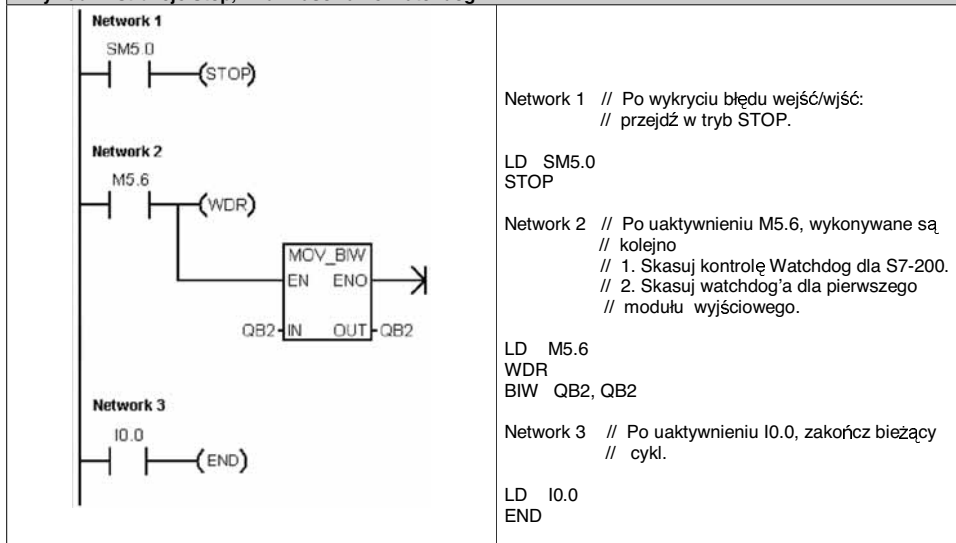 Network 1
SM5.0
STOP
Network 2
M5.6
WDR
MOV_BIW
EN ENO
QB2 IN OUT QB2
Network 3
I0.0
END
Network 1 // Po wykryciu błędu wejść/wjść:
// przejdź w tryb STOP.
LD SM5.0
STOP
Network 2 // Po uaktywnieniu M5.6, wykonywane są
// kolejno
// 1. Skasuj kontrolę Watchdog dla S7-200.
// 2. Skasuj watchdog’a dla pierwszego
// modułu wyjściowego.
LD M5.6
WDR
BIW QB2, QB2
Network 3 // Po uaktywnieniu I0.0, zakończ bieżący
// cykl.
LD I0.0
END